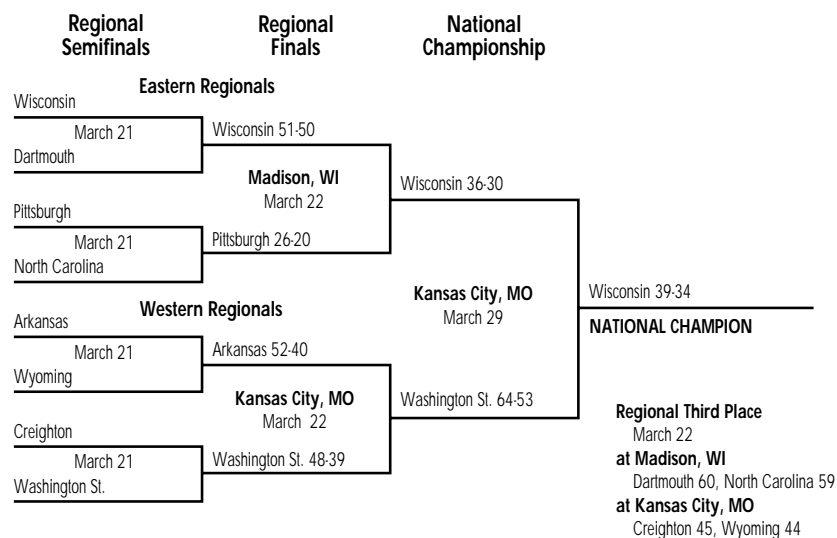 Regional Semifinals
Regional Finals
National Championship
Eastern Regionals
Wisconsin
March 21
Dartmouth
Wisconsin 51-50
Madison, WI
March 22
Pittsburgh
March 21
North Carolina
Pittsburgh 26-20
Wisconsin 36-30
Kansas City, MO
March 29
Wisconsin 39-34
NATIONAL CHAMPION
Western Regionals
Arkansas
March 21
Wyoming
Arkansas 52-40
Kansas City, MO
March 22
Creighton
March 21
Washington St.
Washington St. 48-39
Washington St. 64-53
Regional Third Place
March 22
at Madison, WI
Dartmouth 60, North Carolina 59
at Kansas City, MO
Creighton 45, Wyoming 44